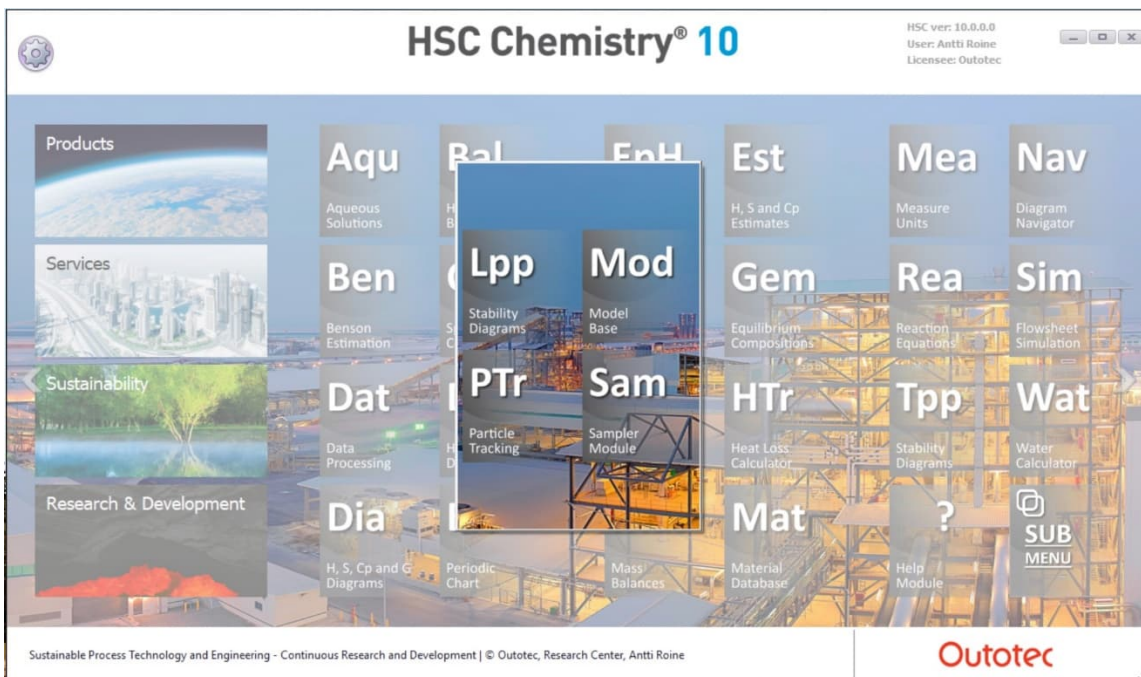 HSC Chemistry® 10
HSC ver: 10.0.0.0
User: Antti Roine
Licensee: Outotec
Products
Services
Sustainability
Research & Development
Aqu
Aqueous
Solutions
Bal
EpH
Est
H, S and Cp
Estimates
Mea
Measure
Units
Nav
Diagram
Navigator
Ben
Benson
Estimation
Lpp
Stability
Diagrams
Mod
Model
Base
Gem
Equilibrium
Compositions
Rea
Reaction
Equations
Sim
Flowsheet
Simulation
Dat
Data
Processing
PTr
Particle
Tracking
Sam
Sampler
Module
HTr
Heat Loss
Calculator
Tpp
Stability
Diagrams
Wat
Water
Calculator
Dia
H, S, Cp and G
Diagrams
Periodic
Chart
Mass
Balances
Mat
Material
Database
?
Help
Module
SUB
MENU
Sustainable Process Technology and Engineering - Continuous Research and Development | © Outotec, Research Center, Antti Roine
Outotec